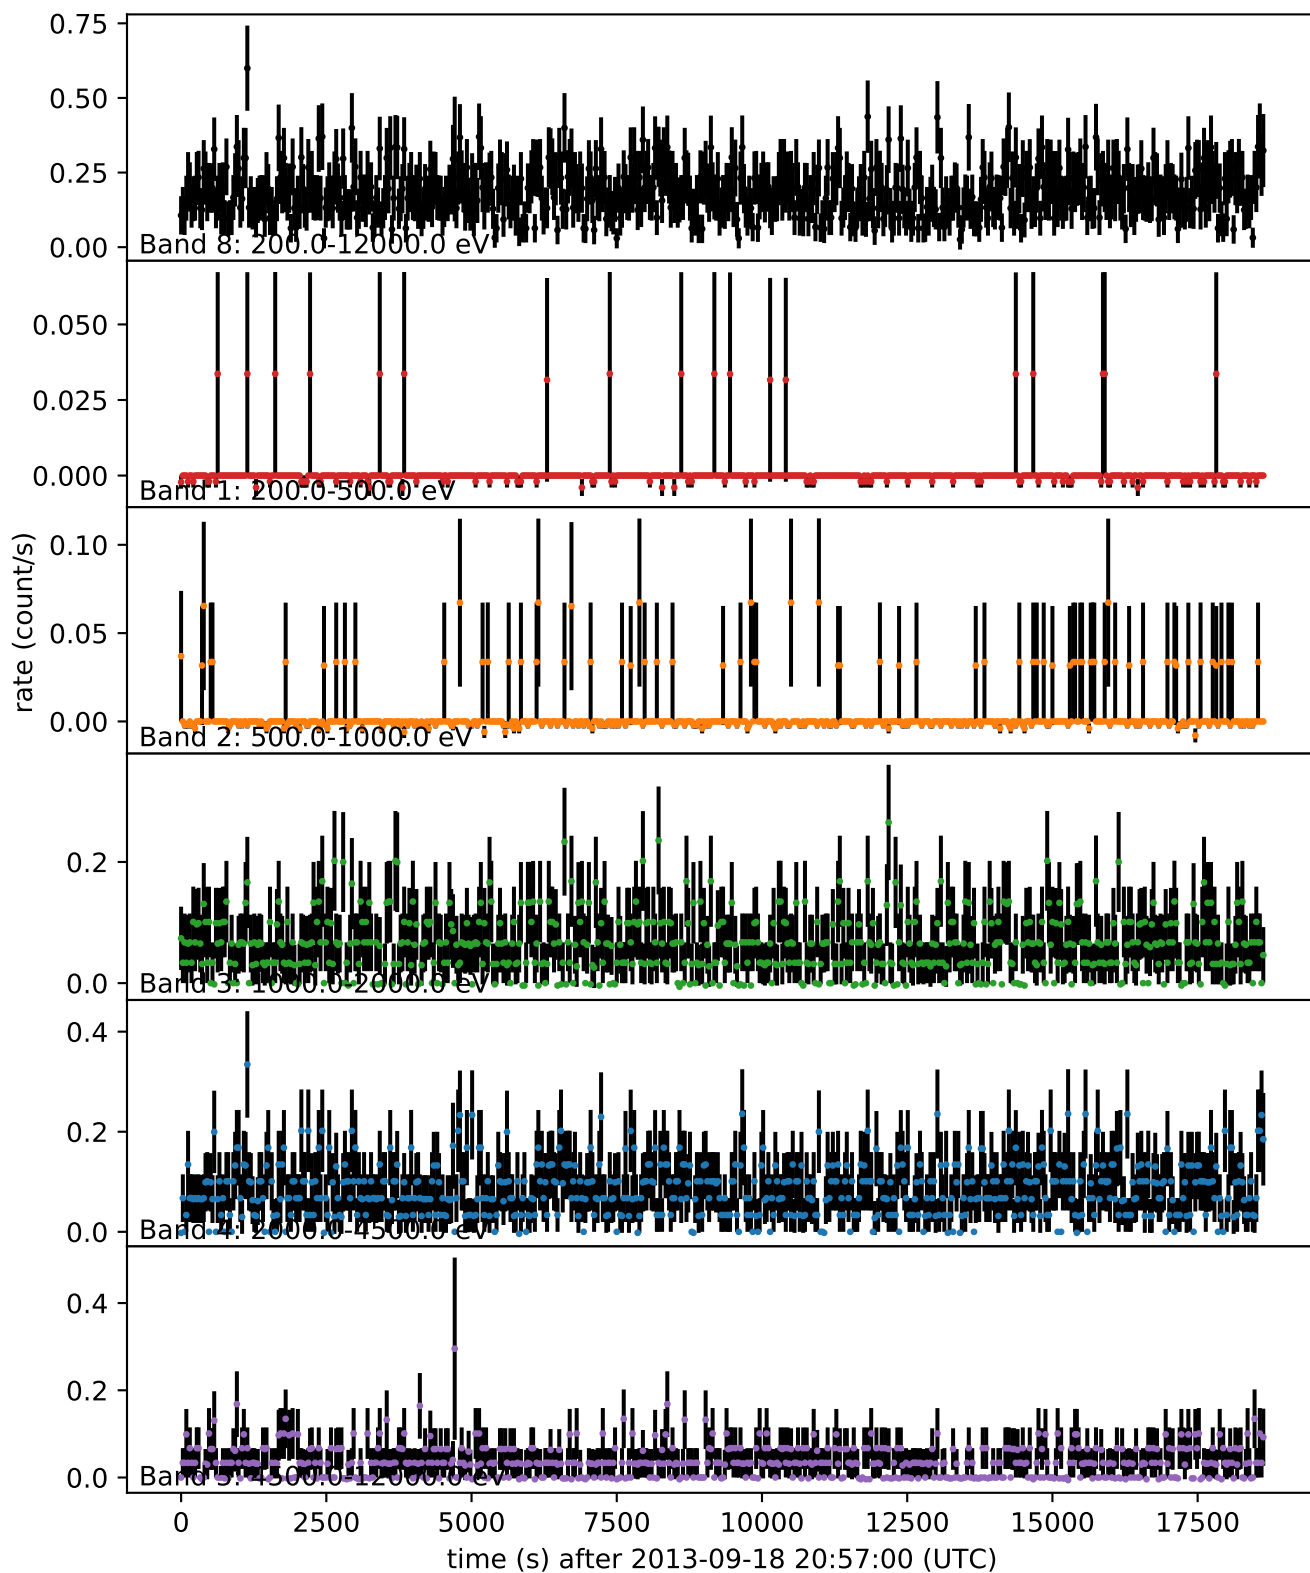 0.75
0.50
0.25
0.00
Band 8: 200.0-12000.0 eV
0.050
0.025
0.000
Band 1: 200.0-500.0 eV
rate (count/s)
0.10
0.05
0.00
Band 2: 500.0-1000.0 eV
0.2
0.0
Band 3: 1000.0-2000.0 eV
0.4
0.2
0.0
Band 4: 2000.0-4500.0 eV
0.4
0.2
0.0
Band 5: 4500.0-12000.0 eV
0 2500 5000 7500 10000 12500 15000 17500
time (s) after 2013-09-18 20:57:00 (UTC)